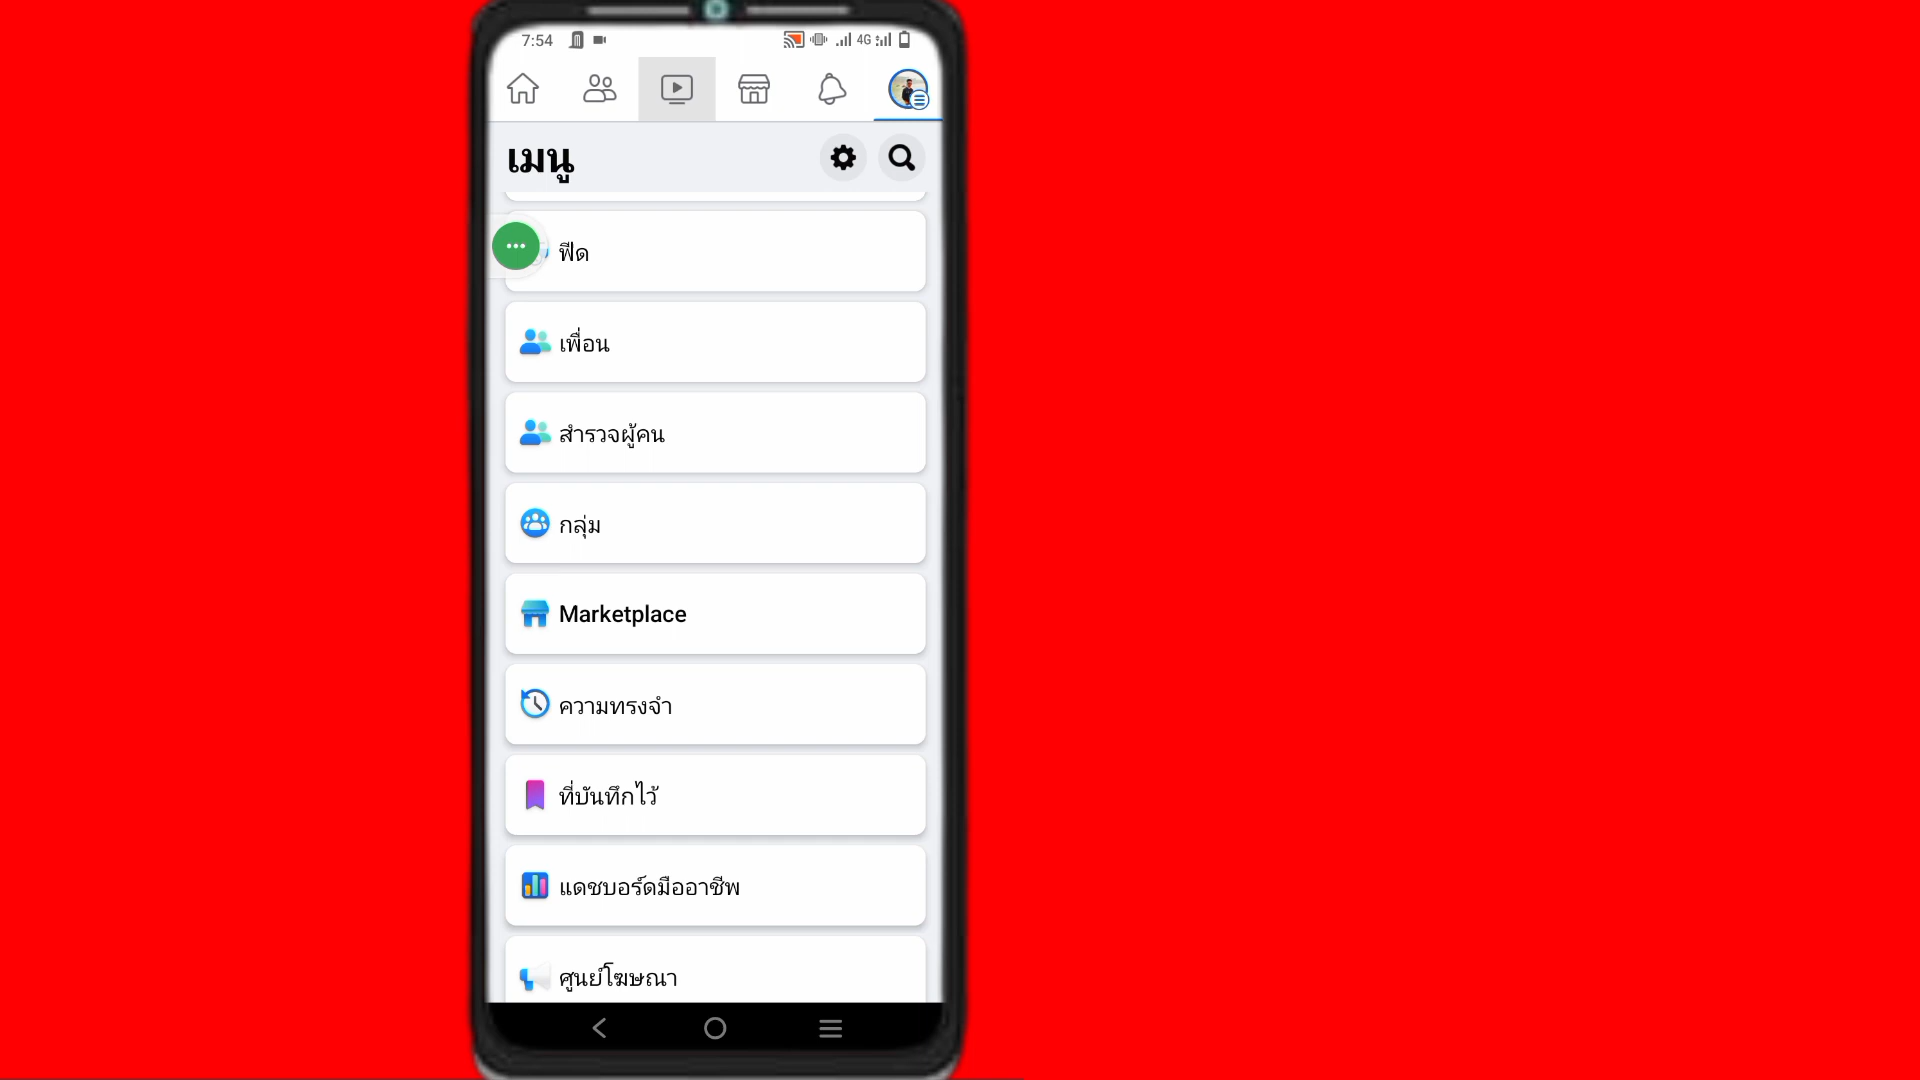 7:54
4G
เมนู
ฟีด
เพื่อน
สำรวจผู้คน
กลุ่ม
Marketplace
ความทรงจำ
ที่บันทึกไว้
แดชบอร์ดมืออาชีพ
ศูนย์โฆษณา